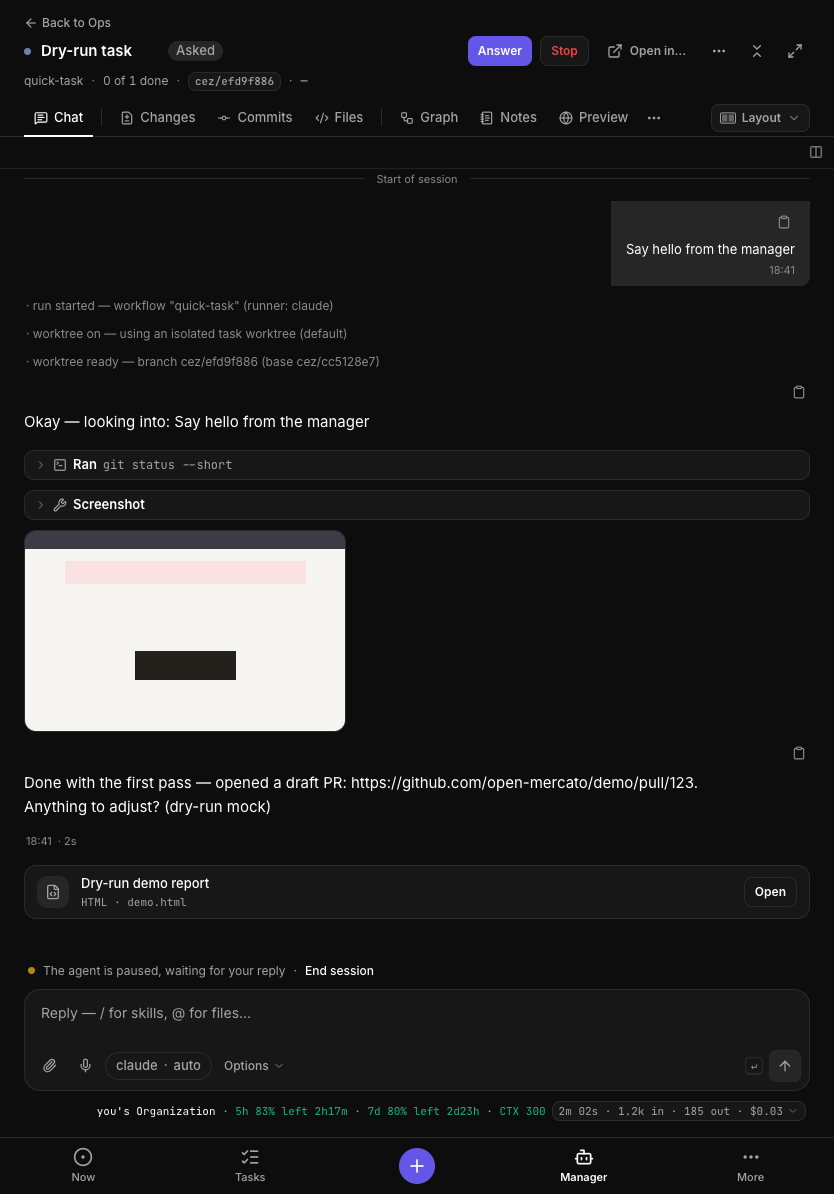 Back to Ops
Dry-run task Asked Answer Stop Open in...
quick-task · 0 of 1 done · cez/efd9f886 · –
Chat Changes Commits Files Graph Notes Preview Layout
Start of session
Say hello from the manager
18:41
· run started — workflow "quick-task" (runner: claude)
· worktree on — using an isolated task worktree (default)
· worktree ready — branch cez/efd9f886 (base cez/cc5128e7)
Okay — looking into: Say hello from the manager
Ran git status --short
Screenshot
Done with the first pass — opened a draft PR: https://github.com/open-mercato/demo/pull/123.
Anything to adjust? (dry-run mock)
18:41 · 2s
Dry-run demo report
HTML · demo.html
Open
The agent is paused, waiting for your reply · End session
Reply — / for skills, @ for files...
claude · auto Options
you's Organization · 5h 83% left 2h17m · 7d 80% left 2d23h · CTX 300 2m 02s · 1.2k in · 185 out · $0.03
Now Tasks Manager More